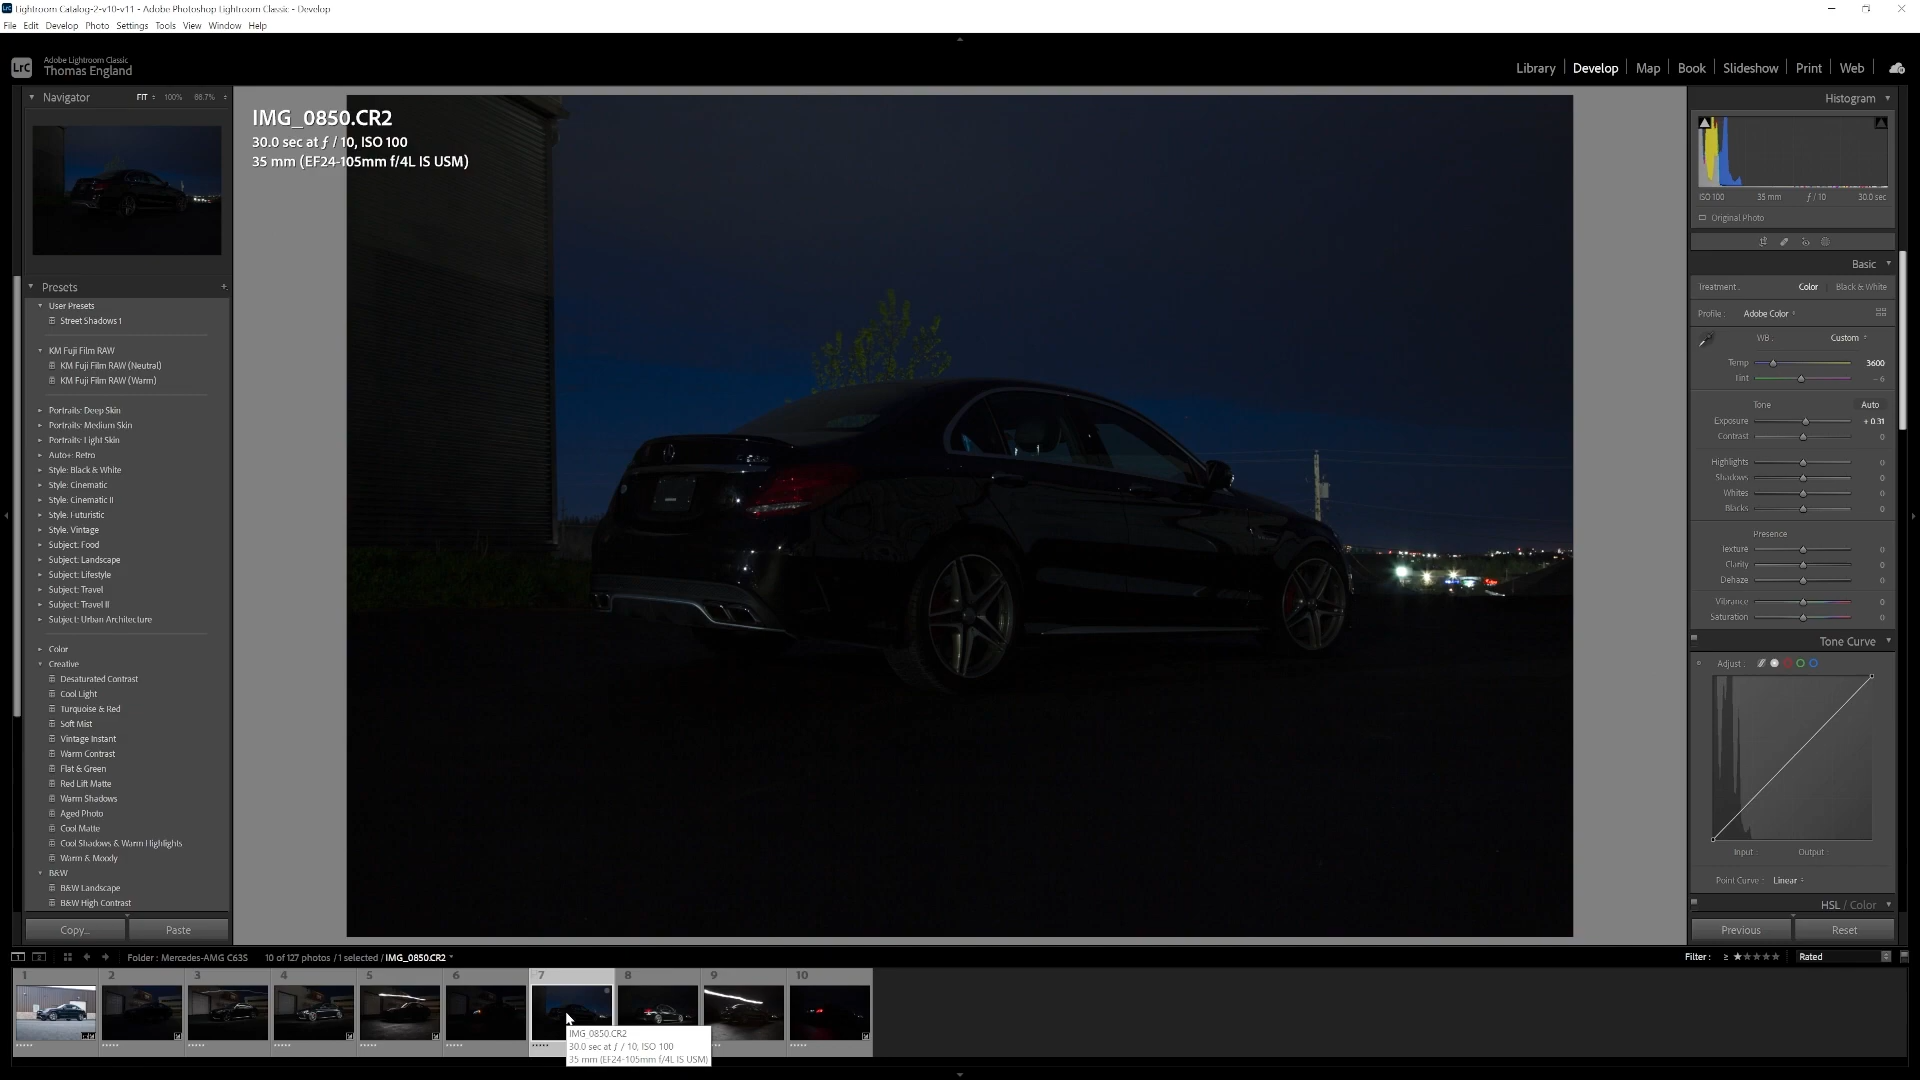 Lightroom Catalog-2-v10-v11 - Adobe Photoshop Lightroom Classic - Develop
File Edit Develop Photo Settings Tools View Window Help
LrC
Adobe Lightroom Classic
Thomas England
Library Develop Map Book Slideshow Print Web
Navigator FIT 100% 66.7%
Presets +
User Presets
Street Shadows 1
KM Fuji Film RAW
KM Fuji Film RAW (Neutral)
KM Fuji Film RAW (Warm)
Portraits: Deep Skin
Portraits: Medium Skin
Portraits: Light Skin
Auto+: Retro
Style: Black & White
Style: Cinematic
Style: Cinematic II
Style: Futuristic
Style: Vintage
Subject: Food
Subject: Landscape
Subject: Lifestyle
Subject: Travel
Subject: Travel II
Subject: Urban Architecture
Color
Creative
Desaturated Contrast
Cool Light
Turquoise & Red
Soft Mist
Vintage Instant
Warm Contrast
Flat & Green
Red Lift Matte
Warm Shadows
Aged Photo
Cool Matte
Cool Shadows & Warm Highlights
Warm & Moody
B&W
B&W Landscape
B&W High Contrast
Copy... Paste
IMG_0850.CR2
30.0 sec at ƒ / 10, ISO 100
35 mm (EF24-105mm f/4L IS USM)
Histogram
ISO 100 35 mm ƒ / 10 30.0 sec
Original Photo
Basic
Treatment : Color Black & White
Profile : Adobe Color
WB : Custom
Temp 3600
Tint - 6
Tone Auto
Exposure + 0.31
Contrast 0
Highlights 0
Shadows 0
Whites 0
Blacks 0
Presence
Texture 0
Clarity 0
Dehaze 0
Vibrance 0
Saturation 0
Tone Curve
Adjust :
Input : Output :
Point Curve : Linear
HSL / Color
Previous Reset
1 2 Folder : Mercedes-AMG C63S 10 of 127 photos / 1 selected / IMG_0850.CR2 Filter : ≥ ★★★★★ Rated
1 2 3 4 5 6 7 8 9 10
IMG_0850.CR2
30.0 sec at ƒ / 10, ISO 100
35 mm (EF24-105mm f/4L IS USM)